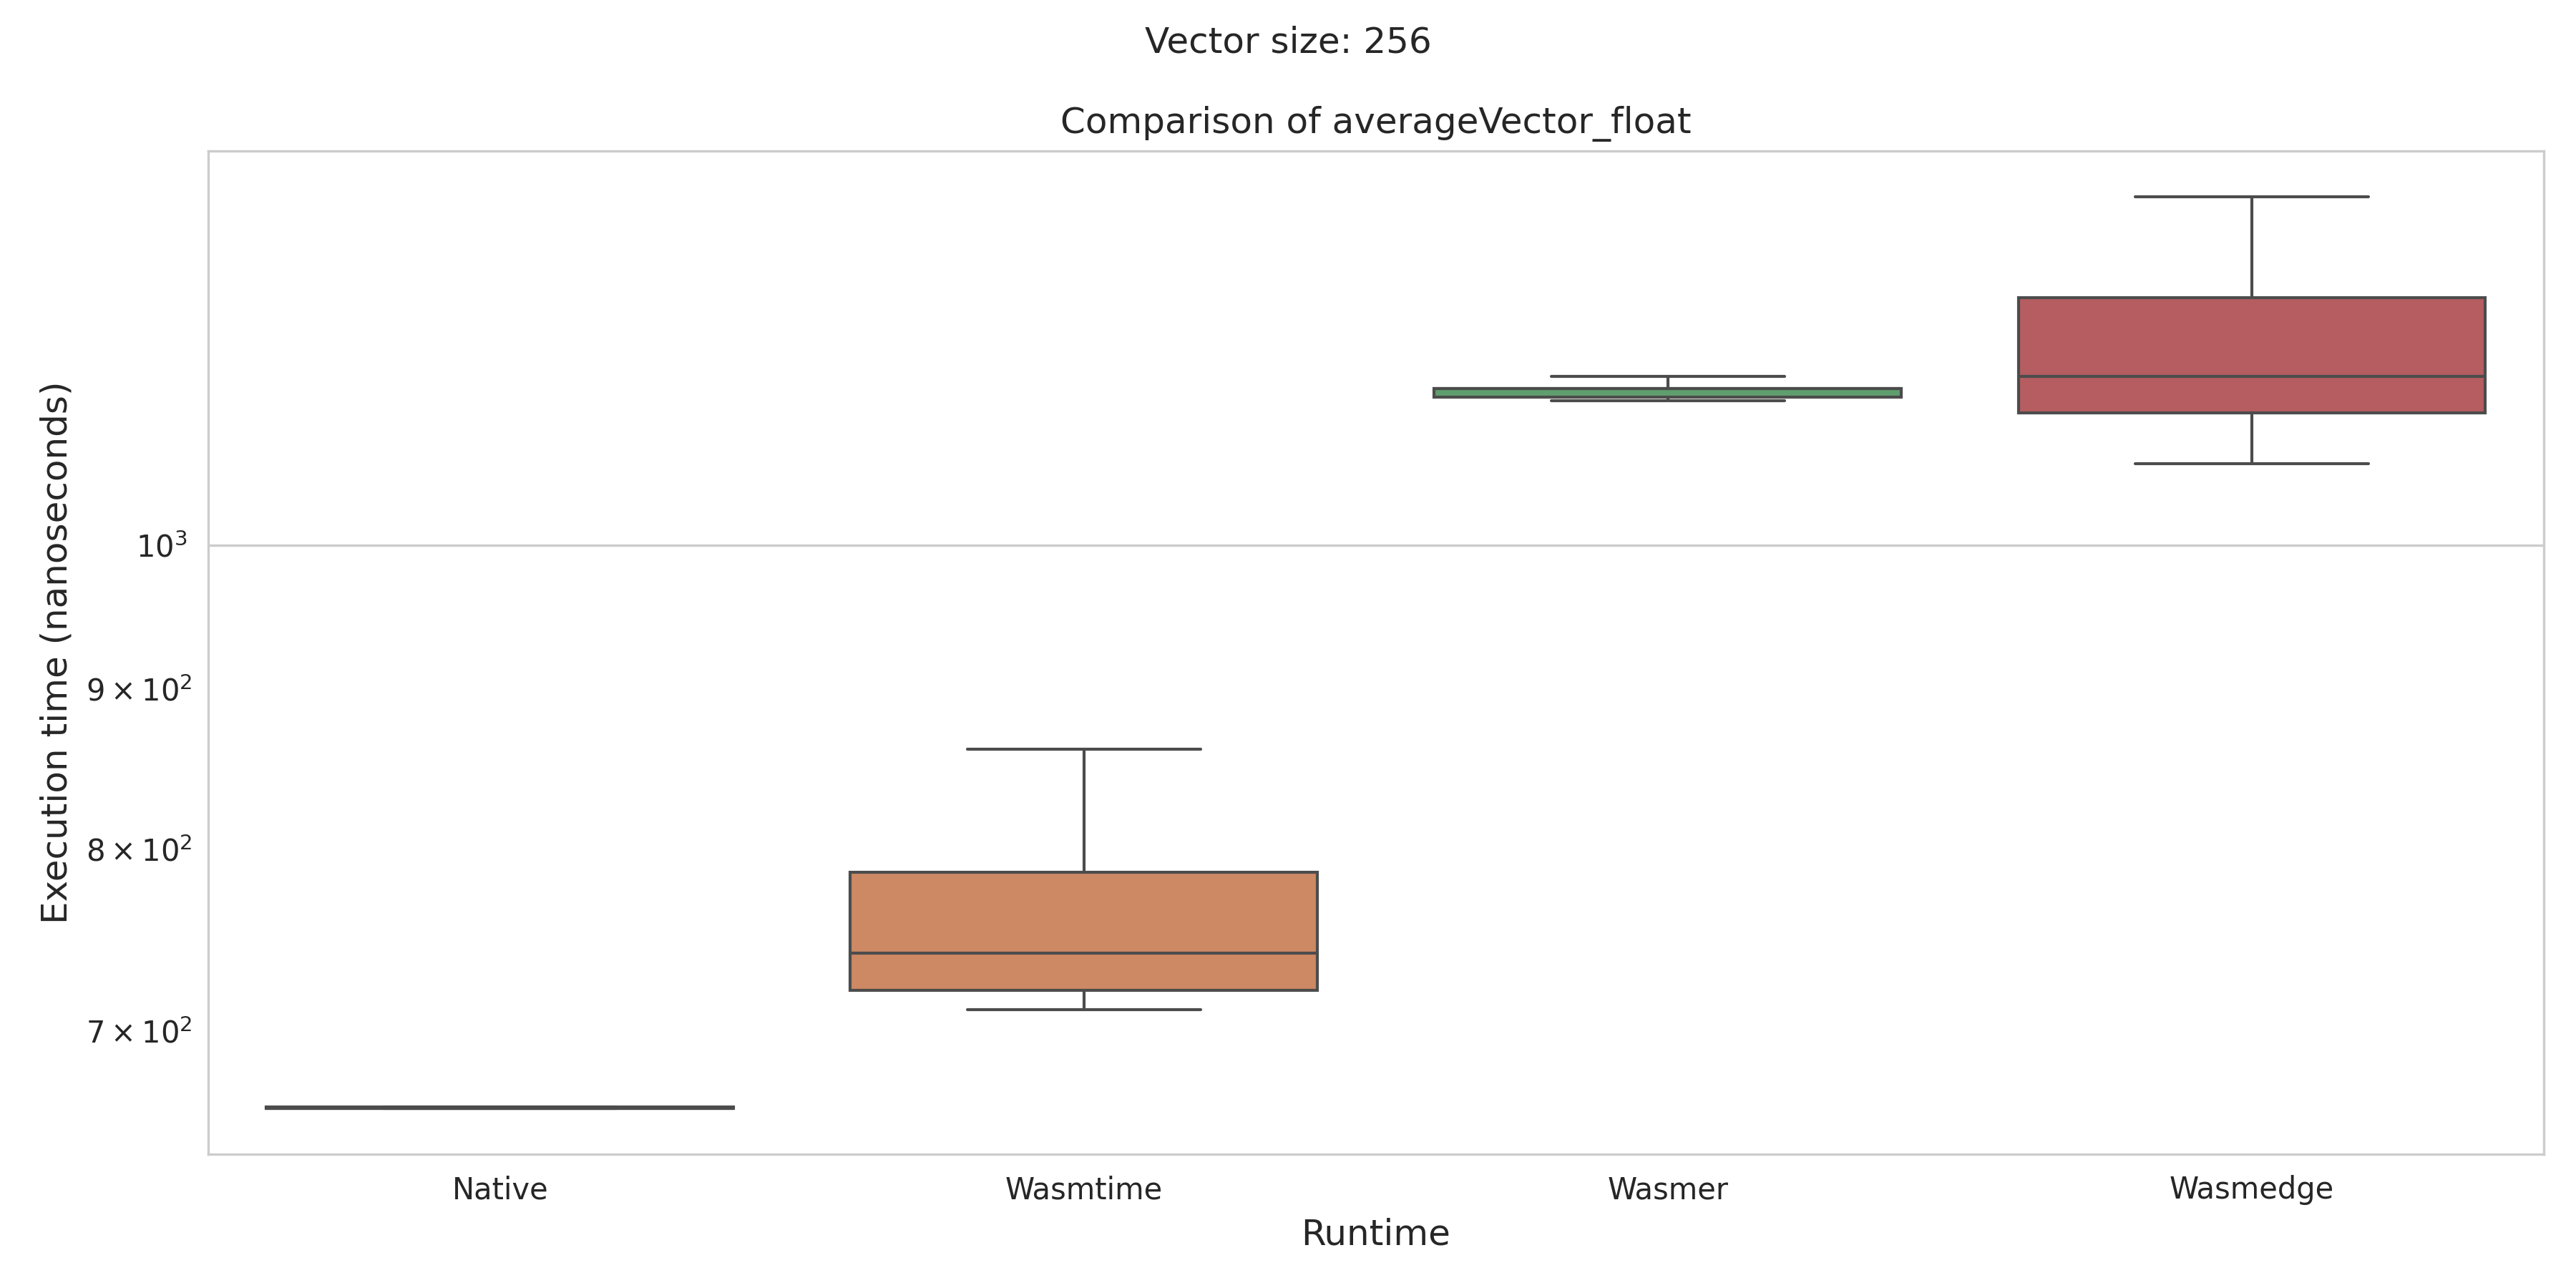 Vector size: 256
Comparison of averageVector_float
Execution time (nanoseconds)
10³
9 × 10²
8 × 10²
7 × 10²
Native Wasmtime Wasmer Wasmedge
Runtime